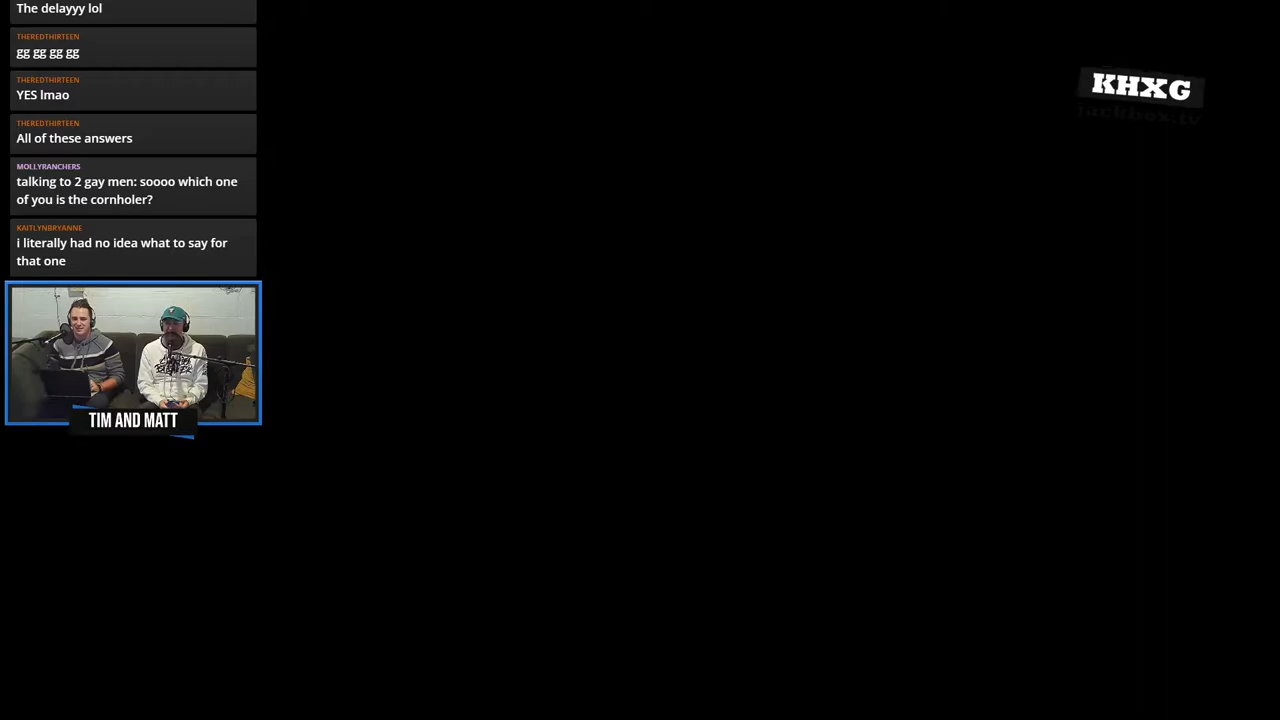 The delayyy lol
THEREDTHIRTEEN
gg gg gg gg
THEREDTHIRTEEN
YES lmao
THEREDTHIRTEEN
All of these answers
MOLLYRANCHERS
talking to 2 gay men: soooo which one
of you is the cornholer?
KAITLYNBRYANNE
i literally had no idea what to say for
that one
TIM AND MATT
KHXG
jackbox.tv